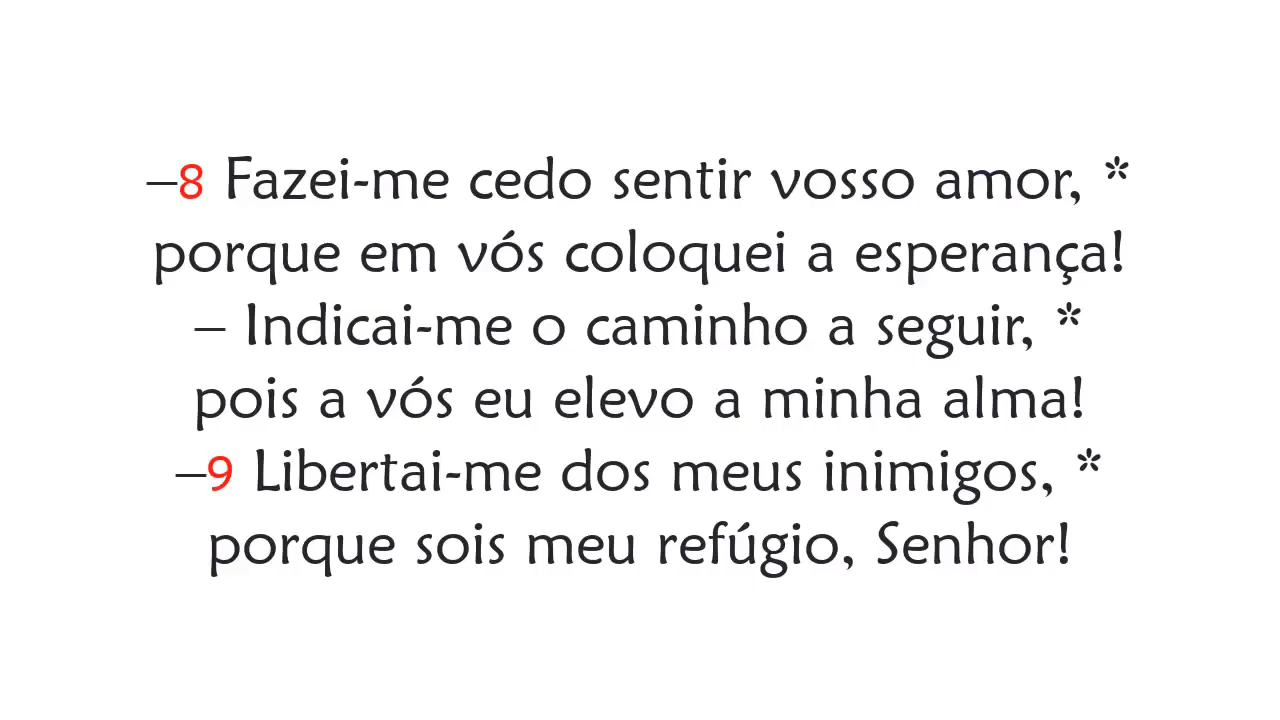 –8 Fazei-me cedo sentir vosso amor, *
porque em vós coloquei a esperança!
– Indicai-me o caminho a seguir, *
pois a vós eu elevo a minha alma!
–9 Libertai-me dos meus inimigos, *
porque sois meu refúgio, Senhor!